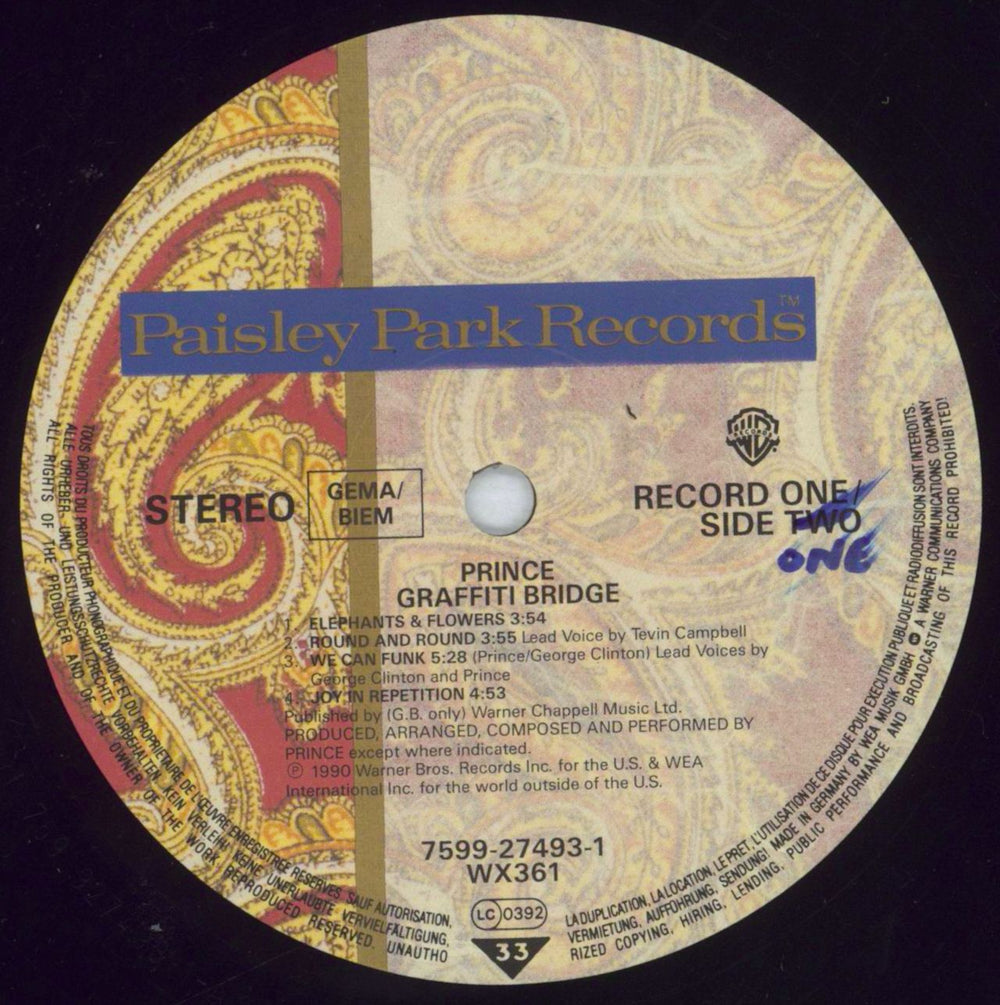 Paisley Park Records™
STEREO
GEMA/
BIEM
RECORD ONE/
SIDE TWO
ONE
PRINCE
GRAFFITI BRIDGE
1. ELEPHANTS & FLOWERS 3:54
2. ROUND AND ROUND 3:55 Lead Voice by Tevin Campbell
3. WE CAN FUNK 5:28 (Prince/George Clinton) Lead Voices by
George Clinton and Prince
4. JOY IN REPETITION 4:53
Published by (G.B. only) Warner Chappell Music Ltd.
PRODUCED, ARRANGED, COMPOSED AND PERFORMED BY
PRINCE except where indicated.
℗ 1990 Warner Bros. Records Inc. for the U.S. & WEA
International Inc. for the world outside of the U.S.
7599-27493-1
WX361
LC 0392
33
TOUS DROITS DU PRODUCTEUR PHONOGRAPHIQUE ET DU PROPRIETAIRE DE L'ŒUVRE ENREGISTREE RESERVES. SAUF AUTORISATION, LA DUPLICATION, LA LOCATION, LE PRET, L'UTILISATION DE CE DISQUE POUR EXECUTION PUBLIQUE ET RADIODIFFUSION SONT INTERDITS.
ALLE URHEBER- UND LEISTUNGSSCHUTZRECHTE VORBEHALTEN. KEIN VERLEIH! KEINE UNERLAUBTE VERVIELFÄLTIGUNG, VERMIETUNG, AUFFÜHRUNG, SENDUNG! MADE IN GERMANY BY WEA MUSIK GMBH A WARNER COMMUNICATIONS COMPANY
ALL RIGHTS OF THE PRODUCER AND OF THE OWNER OF THE WORK REPRODUCED RESERVED. UNAUTHORIZED COPYING, HIRING, LENDING, PUBLIC PERFORMANCE AND BROADCASTING OF THIS RECORD PROHIBITED!